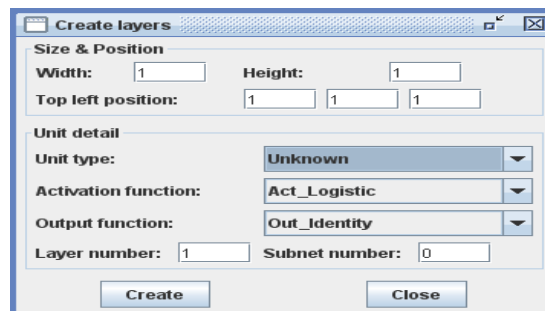 Create layers
Size & Position
Width: 1 Height: 1
Top left position: 1 1 1
Unit detail
Unit type: Unknown
Activation function: Act_Logistic
Output function: Out_Identity
Layer number: 1 Subnet number: 0
Create Close